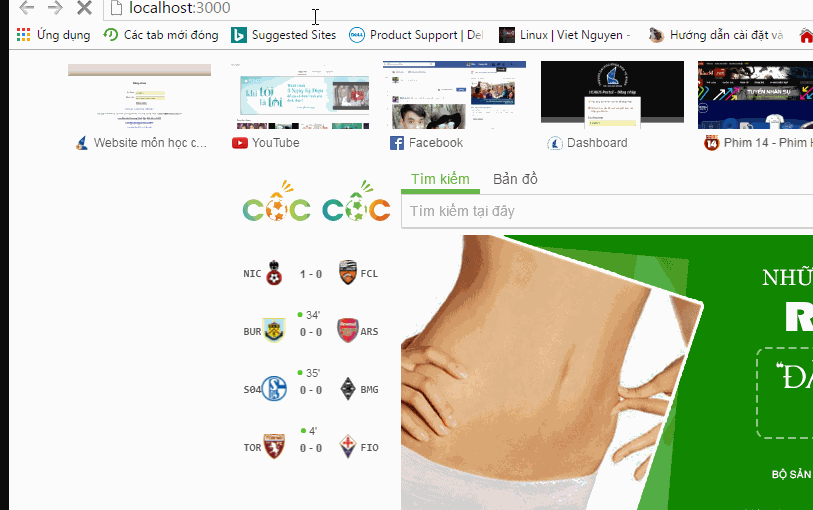 localhost:3000
Ứng dụng Các tab mới đóng Suggested Sites Product Support | Del Linux | Viet Nguyen - Hướng dẫn cài đặt và
Website môn học c... YouTube Facebook Dashboard Phim 14 - Phim H
Tìm kiếm Bản đồ
CỐC CỐC
Tìm kiếm tại đây
NIC 1 - 0 FCL
34'
BUR 0 - 0 ARS
35'
S04 0 - 0 BMG
4'
TOR 0 - 0 FIO
NHỮ
R
"ĐÁ
BỘ SẢN